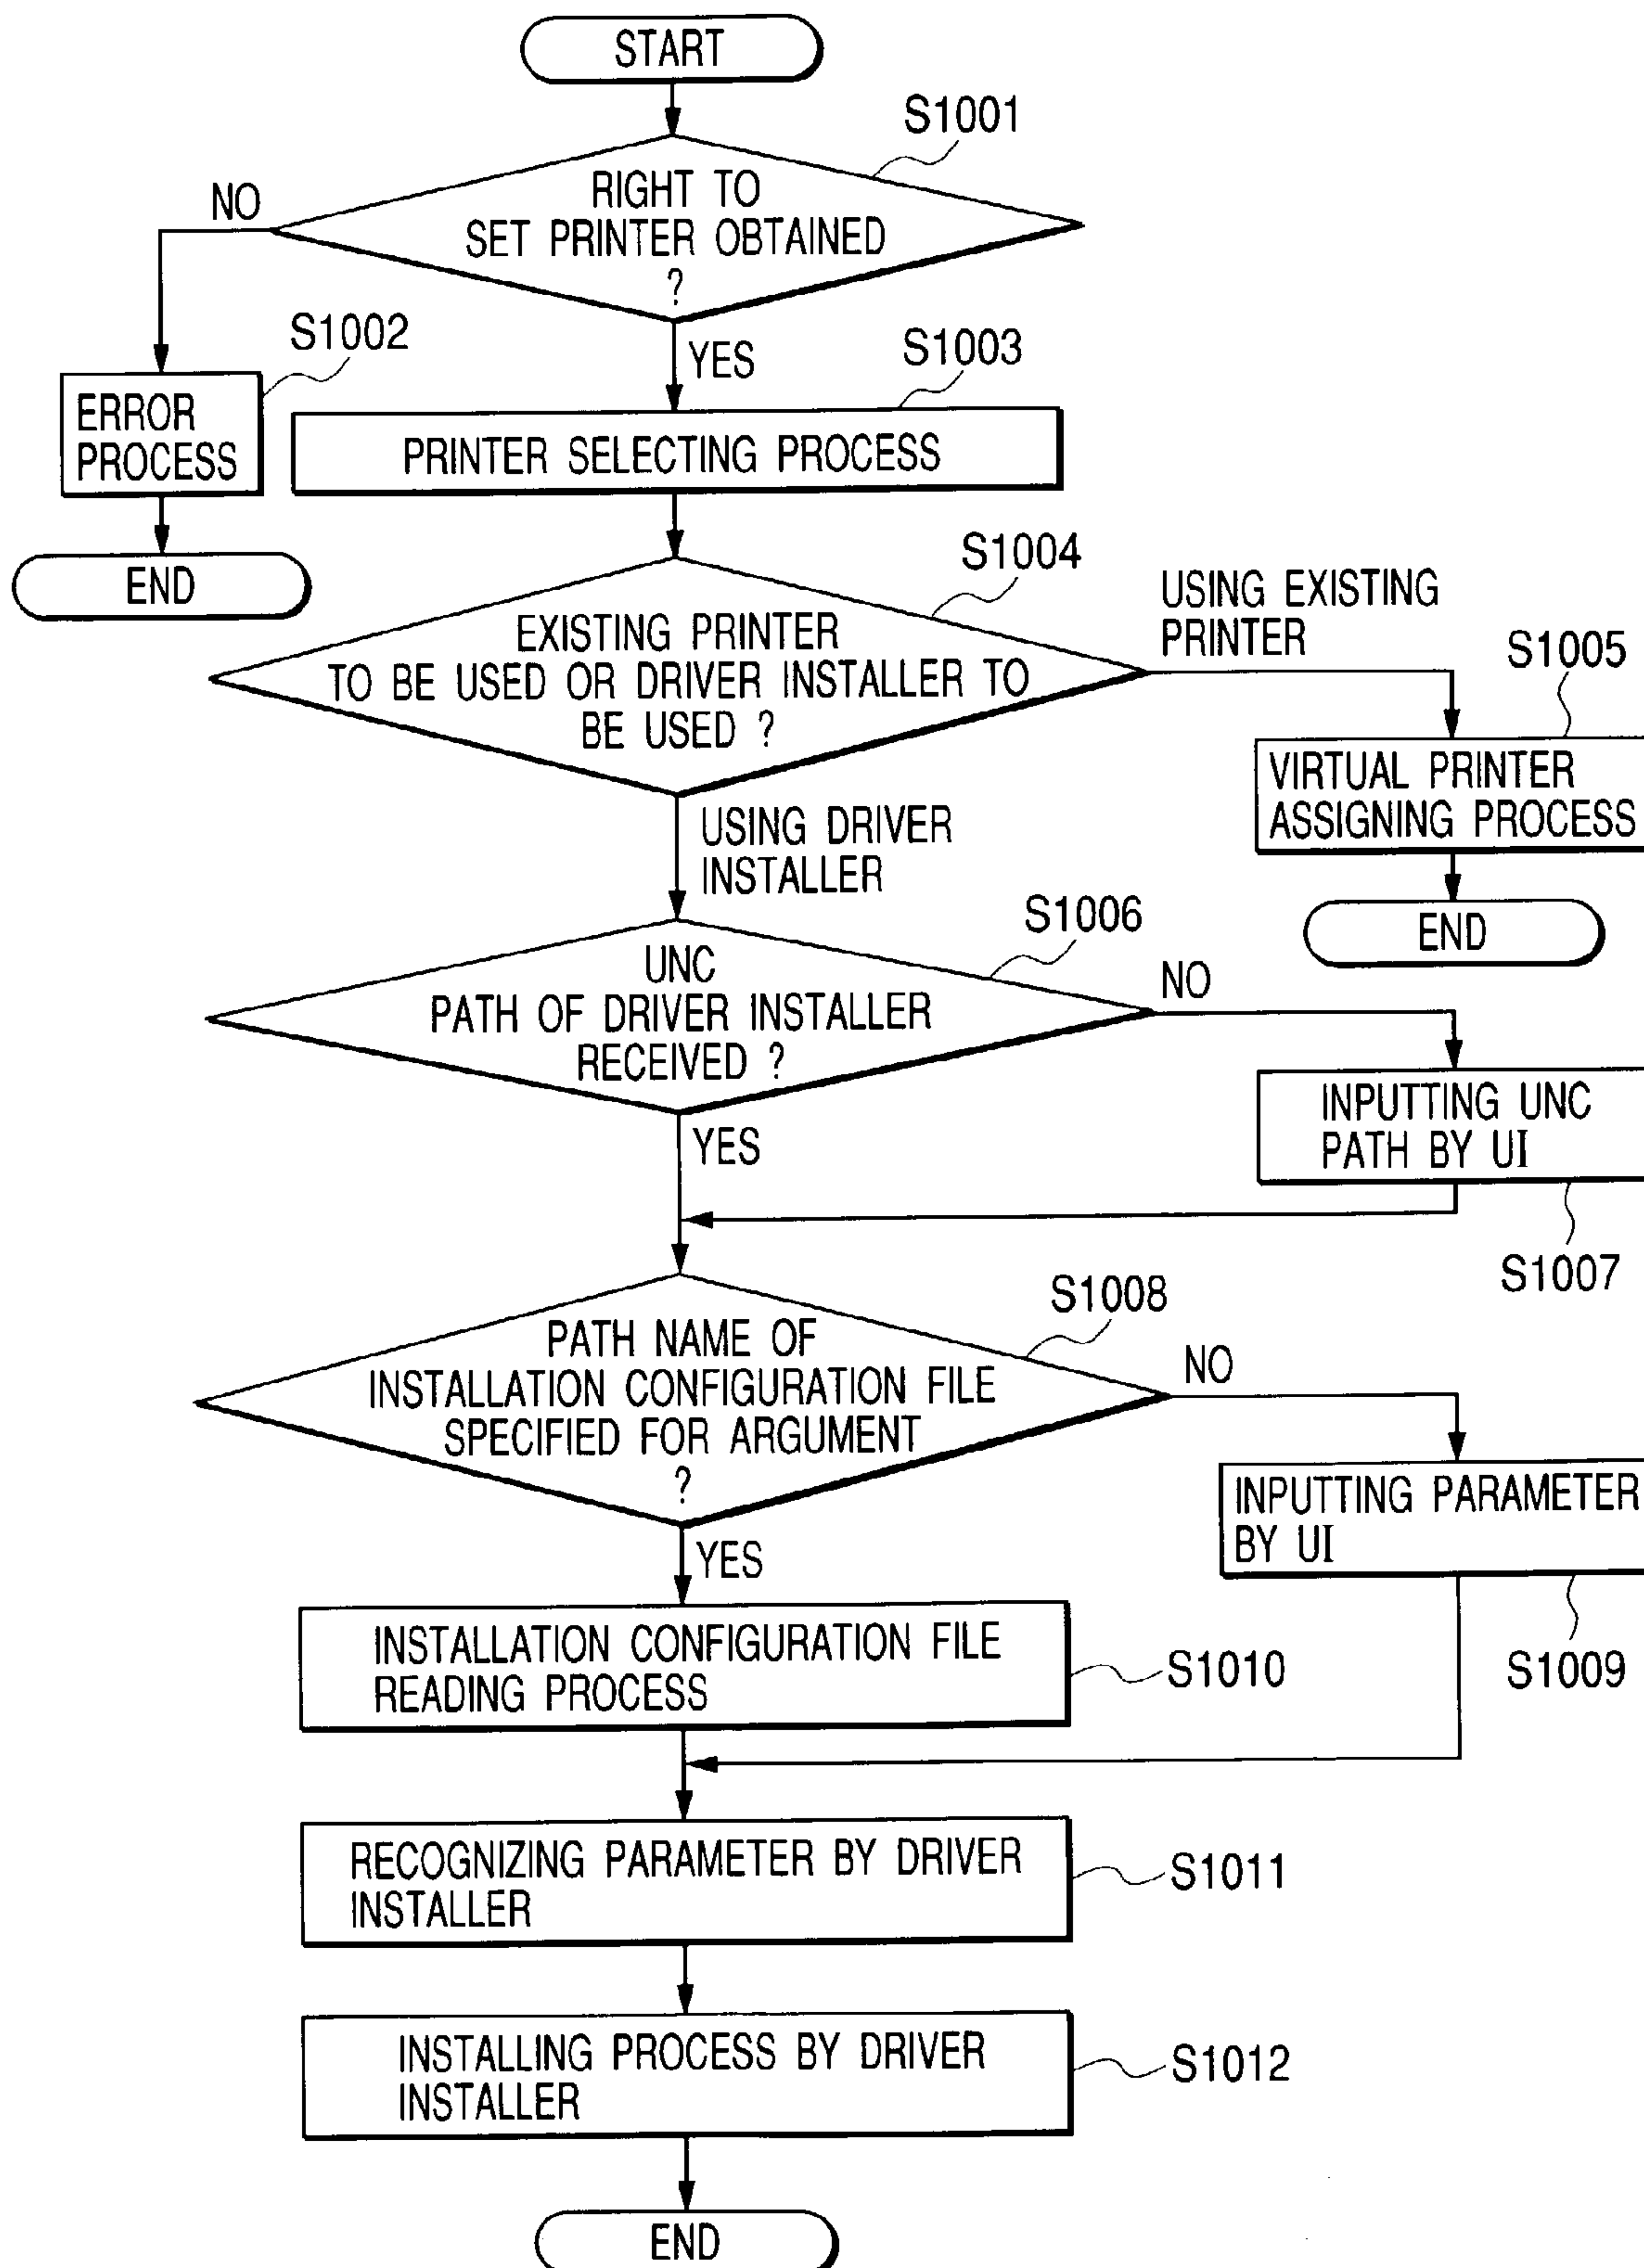 START
S1001
RIGHT TO
SET PRINTER OBTAINED
?
NO
YES
S1002
ERROR
PROCESS
END
S1003
PRINTER SELECTING PROCESS
S1004
EXISTING PRINTER
TO BE USED OR DRIVER INSTALLER TO
BE USED ?
USING EXISTING
PRINTER
S1005
VIRTUAL PRINTER
ASSIGNING PROCESS
END
USING DRIVER
INSTALLER
S1006
UNC
PATH OF DRIVER INSTALLER
RECEIVED ?
NO
INPUTTING UNC
PATH BY UI
S1007
YES
S1008
PATH NAME OF
INSTALLATION CONFIGURATION FILE
SPECIFIED FOR ARGUMENT
?
NO
INPUTTING PARAMETER
BY UI
S1009
YES
INSTALLATION CONFIGURATION FILE
READING PROCESS
S1010
RECOGNIZING PARAMETER BY DRIVER
INSTALLER
S1011
INSTALLING PROCESS BY DRIVER
INSTALLER
S1012
END